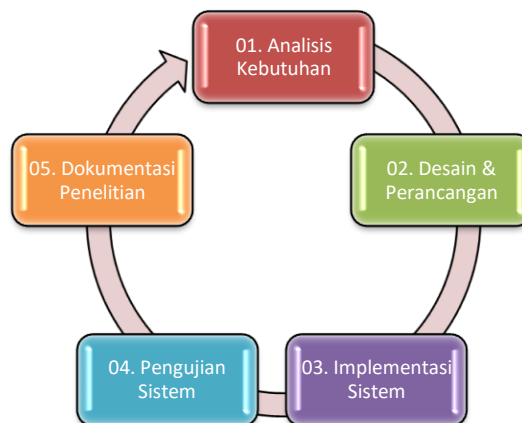 01. Analisis
Kebutuhan
02. Desain &
Perancangan
03. Implementasi
Sistem
04. Pengujian
Sistem
05. Dokumentasi
Penelitian